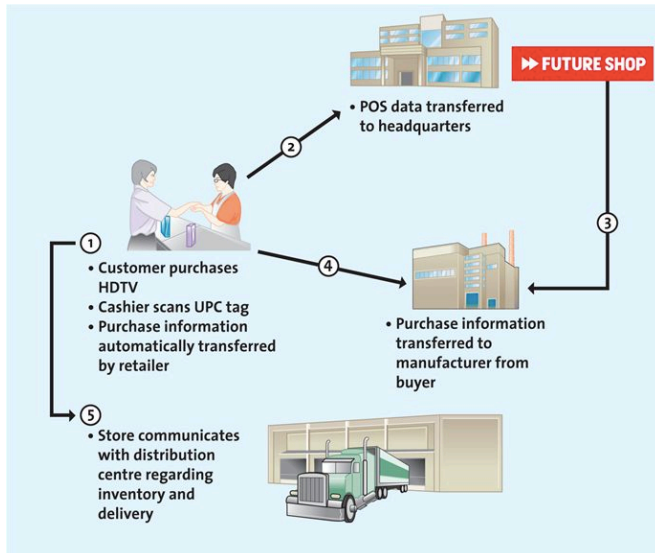 FUTURE SHOP
• POS data transferred
to headquarters
2
3
1
• Customer purchases
HDTV
• Cashier scans UPC tag
• Purchase information
automatically transferred
by retailer
4
• Purchase information
transferred to
manufacturer from
buyer
5
• Store communicates
with distribution
centre regarding
inventory and
delivery